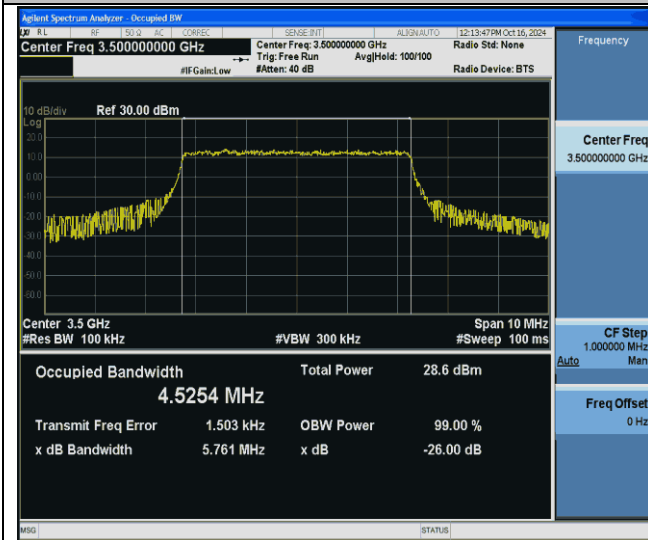 Agilent Spectrum Analyzer - Occupied BW
RL RF 50 Ω AC CORREC SENSE:INT ALIGNAUTO 12:13:47PM Oct 16, 2024
Center Freq 3.500000000 GHz
Center Freq: 3.500000000 GHz
Radio Std: None
Trig: Free Run Avg|Hold: 100/100
#IFGain:Low #Atten: 40 dB Radio Device: BTS
Frequency
10 dB/div Ref 30.00 dBm
Log
20.0
10.0
0.00
-10.0
-20.0
-30.0
-40.0
-50.0
-60.0
Center 3.5 GHz Span 10 MHz
#Res BW 100 kHz #VBW 300 kHz #Sweep 100 ms
Occupied Bandwidth Total Power 28.6 dBm
4.5254 MHz
Transmit Freq Error 1.503 kHz OBW Power 99.00 %
x dB Bandwidth 5.761 MHz x dB -26.00 dB
Center Freq
3.500000000 GHz
CF Step
1.000000 MHz
Auto Man
Freq Offset
0 Hz
MSG STATUS